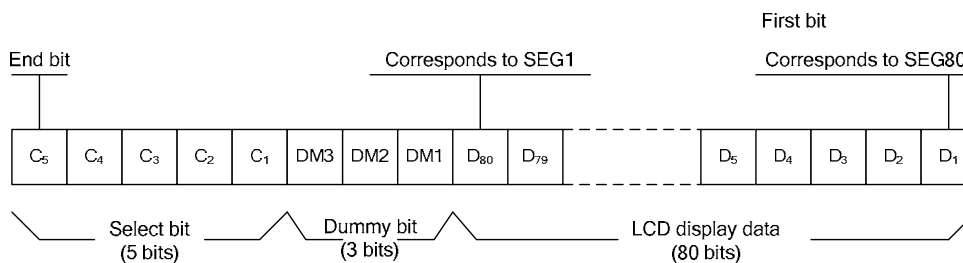 First bit
End bit
Corresponds to SEG1
Corresponds to SEG80
C5 C4 C3 C2 C1 DM3 DM2 DM1 D80 D79 D5 D4 D3 D2 D1
Select bit
(5 bits)
Dummy bit
(3 bits)
LCD display data
(80 bits)